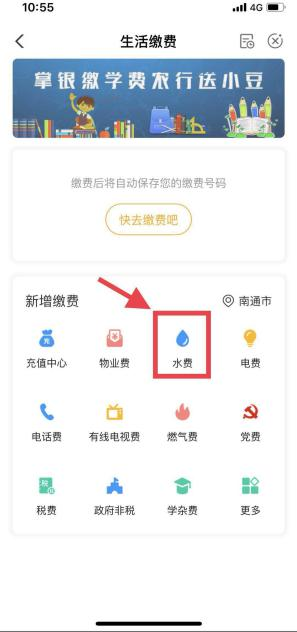 10:55
4G
生活缴费
掌银缴学费农行送小豆
缴费后将自动保存您的缴费号码
快去缴费吧
新增缴费
南通市
充值中心 物业费 水费 电费
电话费 有线电视费 燃气费 党费
税费 政府非税 学杂费 更多